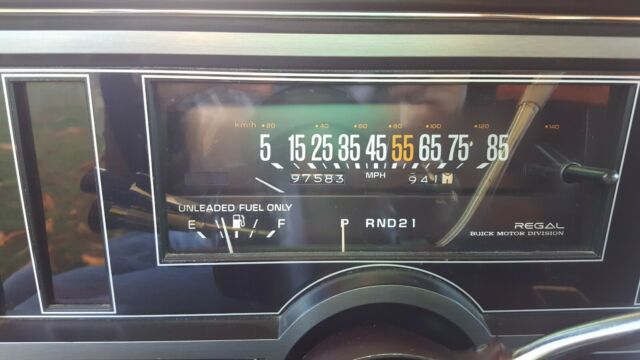 km/h 20 40 60 80 100 120 140
5 15 25 35 45 55 65 75 85
97583 MPH 941
UNLEADED FUEL ONLY
E F P RND21 REGAL
BUICK MOTOR DIVISION